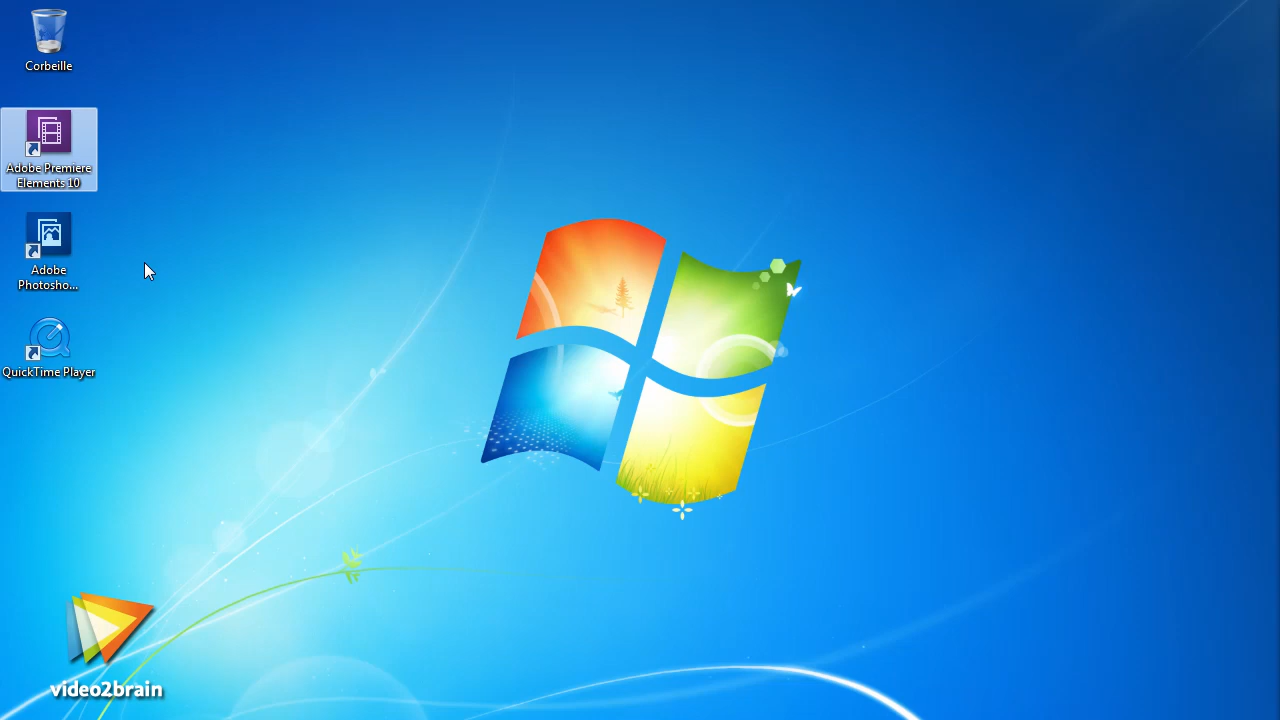 Corbeille
Adobe Premiere
Elements 10
Adobe
Photosho...
QuickTime Player
video2brain